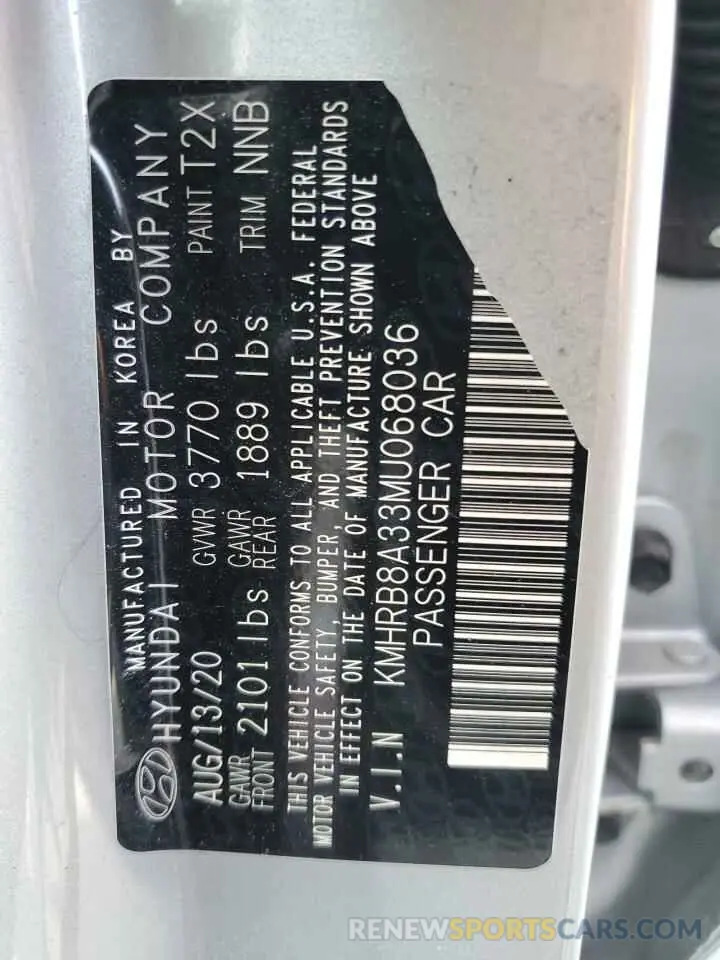 MANUFACTURED IN KOREA BY
HYUNDAI MOTOR COMPANY
AUG/13/20 GVWR 3770 lbs PAINT T2X
GAWR FRONT 2101 lbs GAWR REAR 1889 lbs TRIM NNB
THIS VEHICLE CONFORMS TO ALL APPLICABLE U.S.A. FEDERAL
MOTOR VEHICLE SAFETY, BUMPER, AND THEFT PREVENTION STANDARDS
IN EFFECT ON THE DATE OF MANUFACTURE SHOWN ABOVE
V.I.N KMHRB8A33MU068036
PASSENGER CAR
RENEWSPORTSCARS.COM